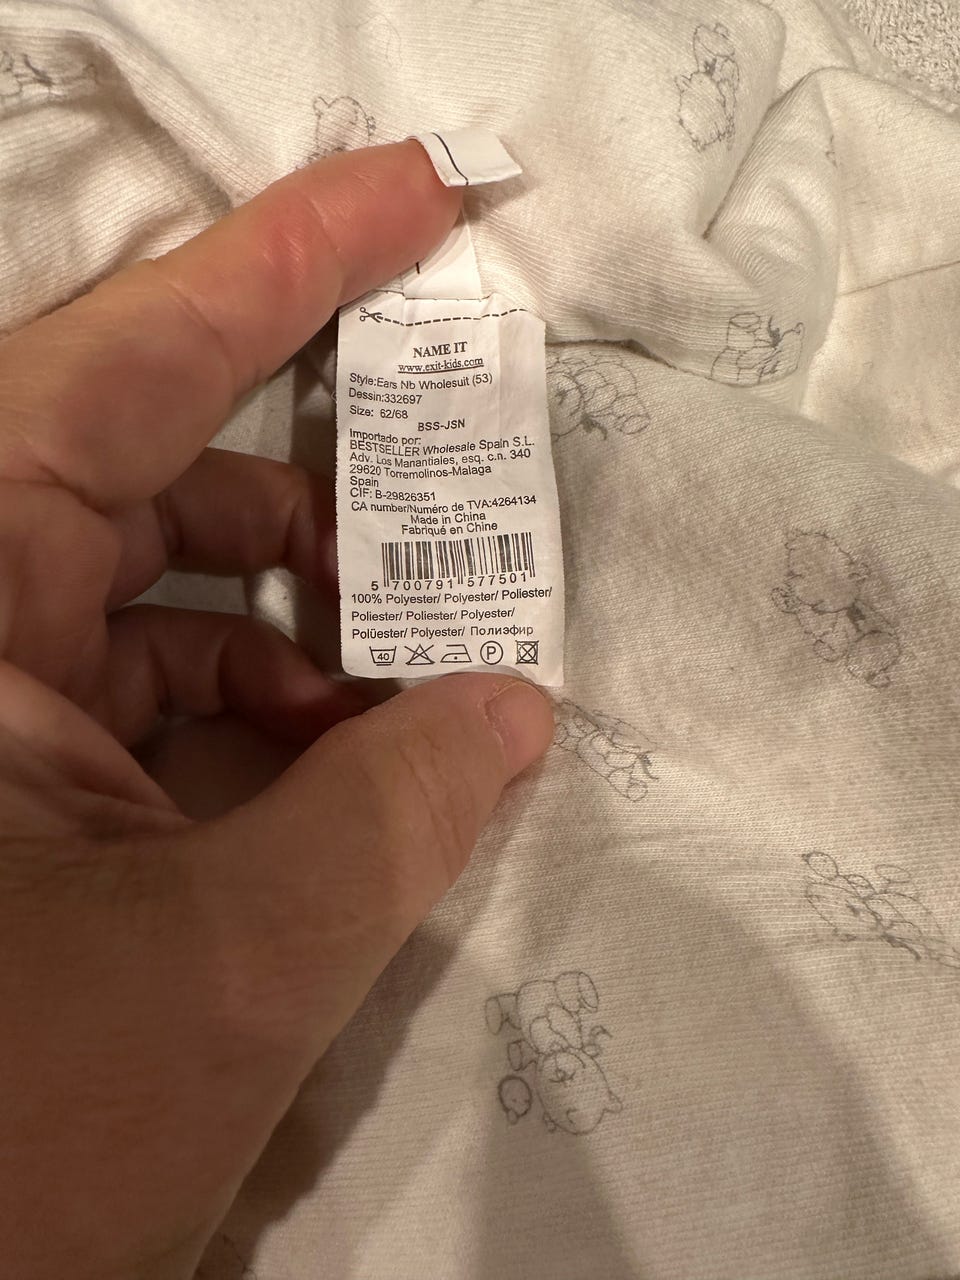 NAME IT
www.exit-kids.com
Style:Ears Nb Wholesuit (53)
Dessin:332697
Size: 62/68
BSS-JSN
Importado por:
BESTSELLER Wholesale Spain S.L.
Adv. Los Manantiales, esq. c.n. 340
29620 Torremolinos-Malaga
Spain
CIF: B-29826351
CA number/Numéro de TVA:4264134
Made in China
Fabriqué en Chine
5 700791 577501
100% Polyester/ Polyester/ Poliester/
Poliester/ Poliester/ Polyester/
Polüester/ Polyester/ Полиэфир
40 P